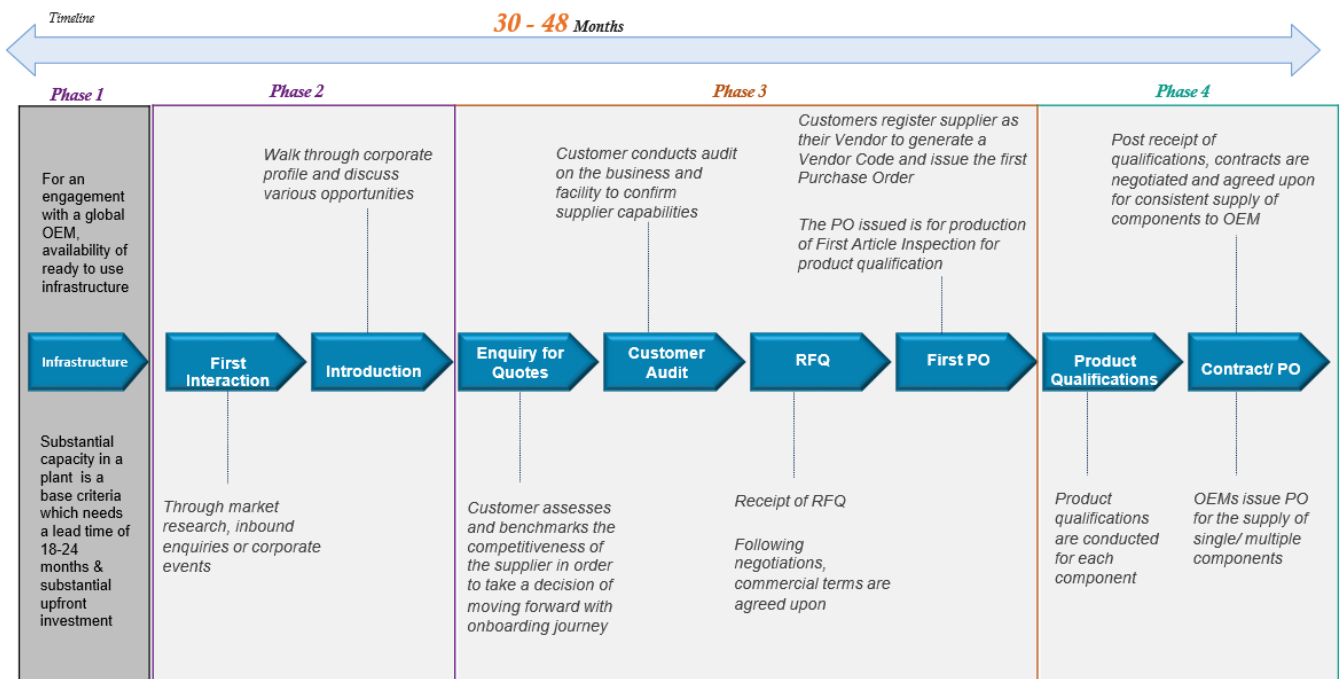 Timeline
30 - 48 Months
Phase 1
Phase 2
Phase 3
Phase 4
For an
engagement
with a global
OEM,
availability of
ready to use
infrastructure
Walk through corporate
profile and discuss
various opportunities
Customer conducts audit
on the business and
facility to confirm
supplier capabilities
Customers register supplier as
their Vendor to generate a
Vendor Code and issue the first
Purchase Order
The PO issued is for production
of First Article Inspection for
product qualification
Post receipt of
qualifications, contracts are
negotiated and agreed upon
for consistent supply of
components to OEM
Infrastructure
First
Interaction
Introduction
Enquiry for
Quotes
Customer
Audit
RFQ
First PO
Product
Qualifications
Contract/ PO
Substantial
capacity in a
plant is a
base criteria
which needs
a lead time of
18-24
months &
substantial
upfront
investment
Through market
research, inbound
enquiries or corporate
events
Customer assesses
and benchmarks the
competitiveness of
the supplier in order
to take a decision of
moving forward with
onboarding journey
Receipt of RFQ
Following
negotiations,
commercial terms are
agreed upon
Product
qualifications
are conducted
for each
component
OEMs issue PO
for the supply of
single/ multiple
components